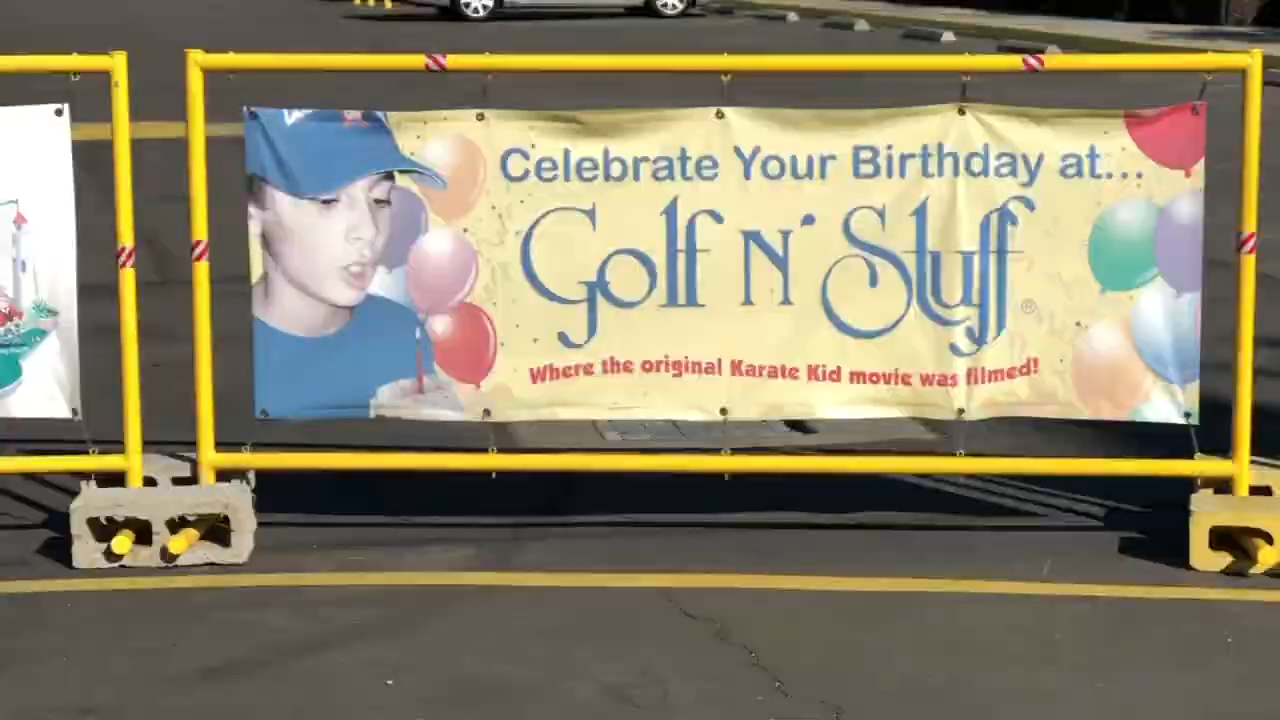 Celebrate Your Birthday at...
Golf N' Stuff ®
Where the original Karate Kid movie was filmed!